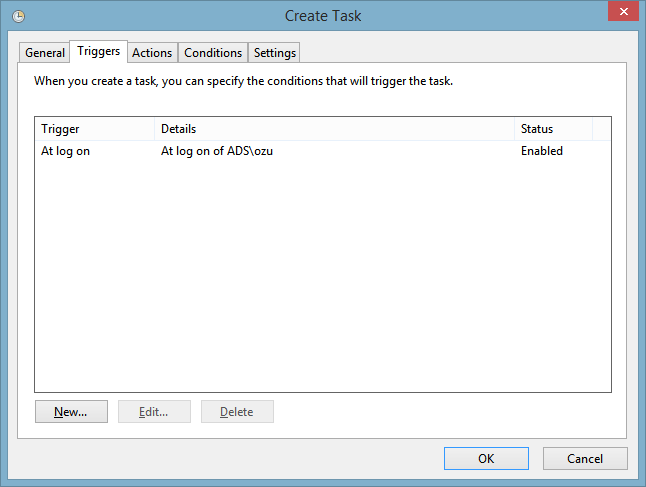 Create Task
General Triggers Actions Conditions Settings
When you create a task, you can specify the conditions that will trigger the task.
Trigger Details Status
At log on At log on of ADS\ozu Enabled
New... Edit... Delete
OK Cancel